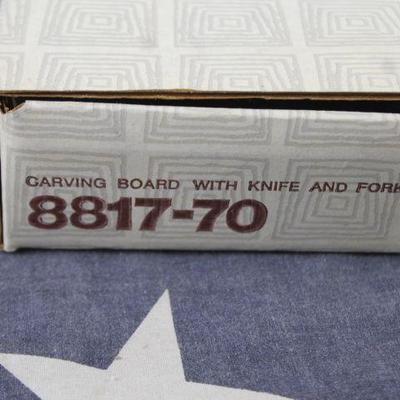 CARVING BOARD WITH KNIFE AND FORK
8817-70